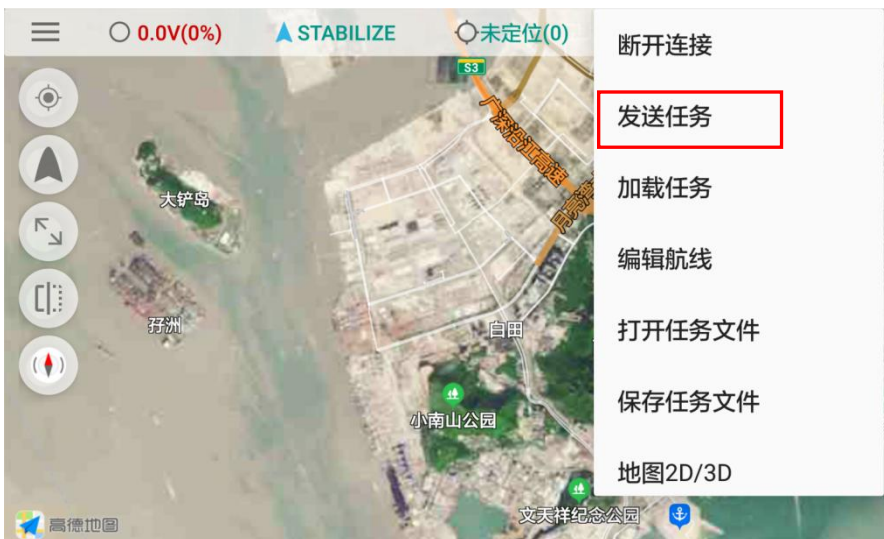 0.0V(0%)
STABILIZE
未定位(0)
断开连接
发送任务
加载任务
编辑航线
打开任务文件
保存任务文件
地图2D/3D
S3
广深沿江高速
大铲岛
孖洲
白田
小南山公园
文天祥纪念公园
高德地图